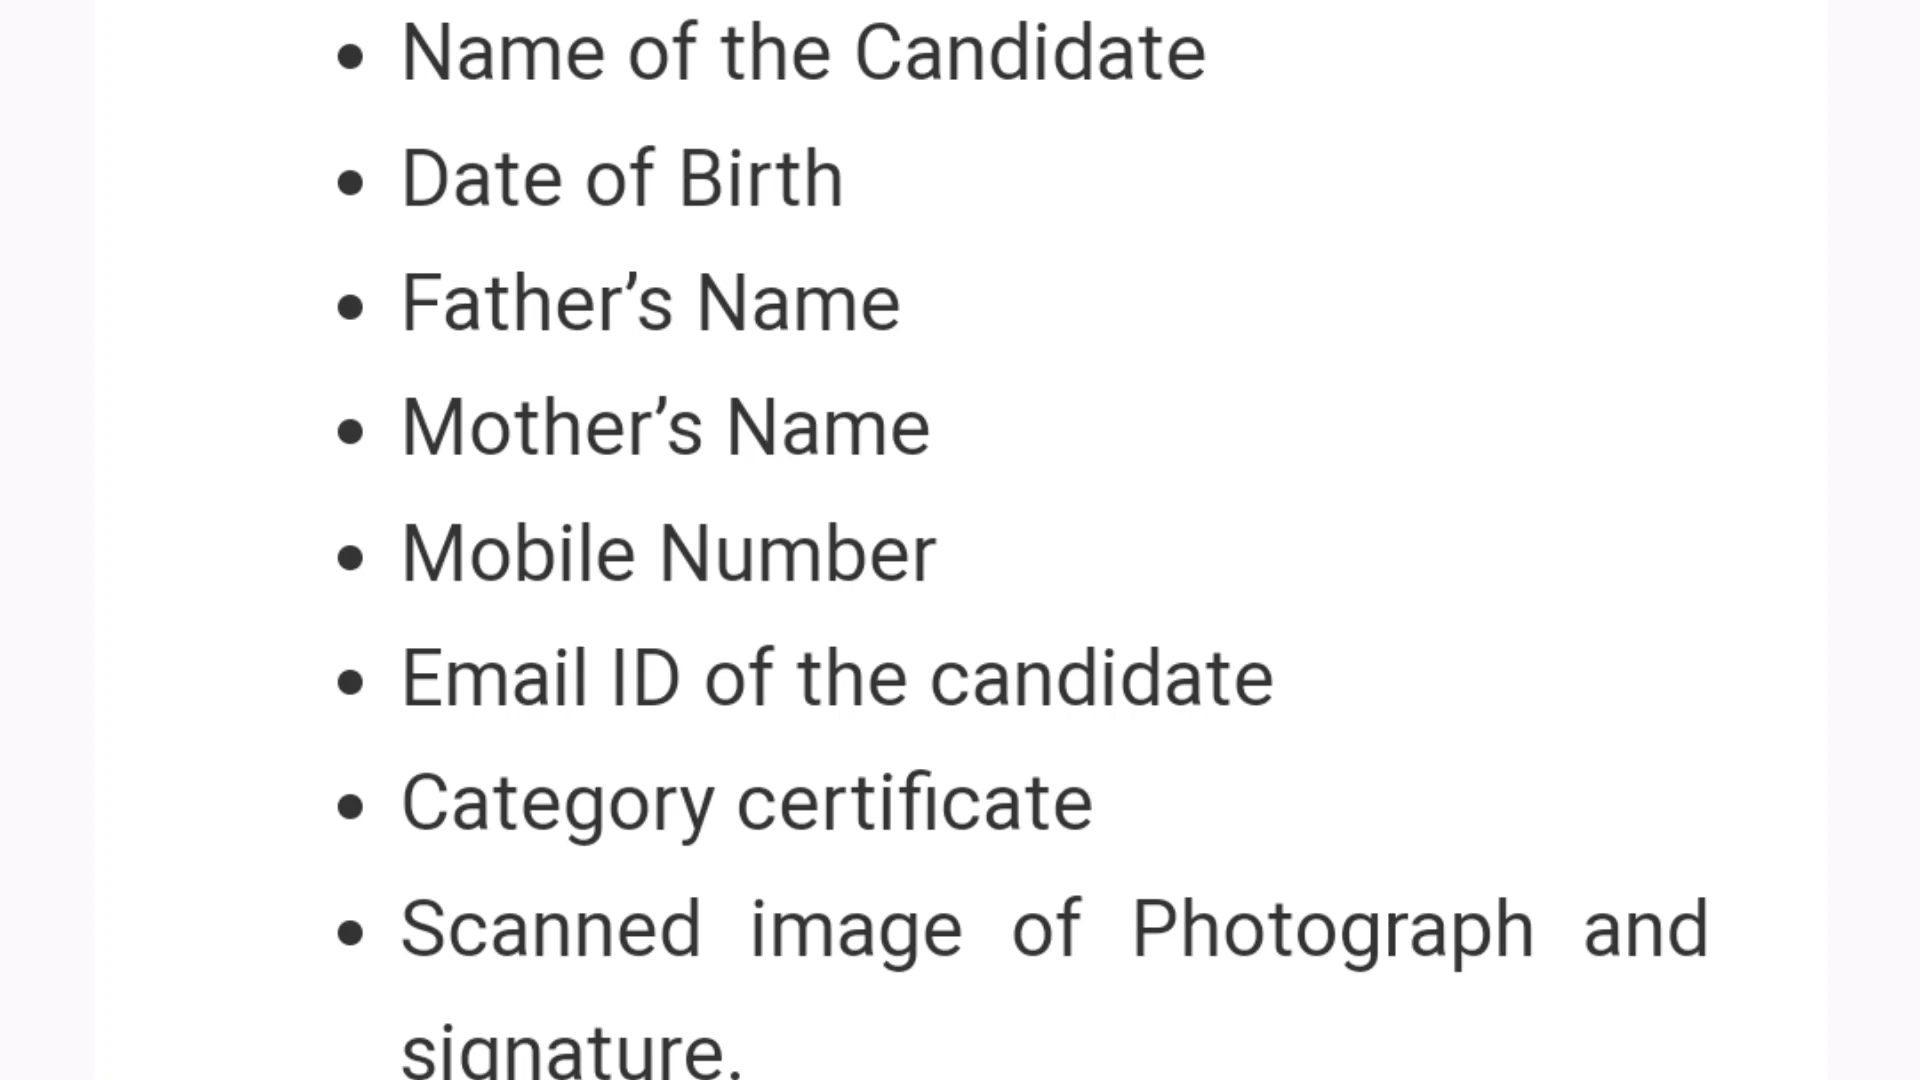 • Name of the Candidate
• Date of Birth
• Father’s Name
• Mother’s Name
• Mobile Number
• Email ID of the candidate
• Category certificate
• Scanned image of Photograph and
signature.